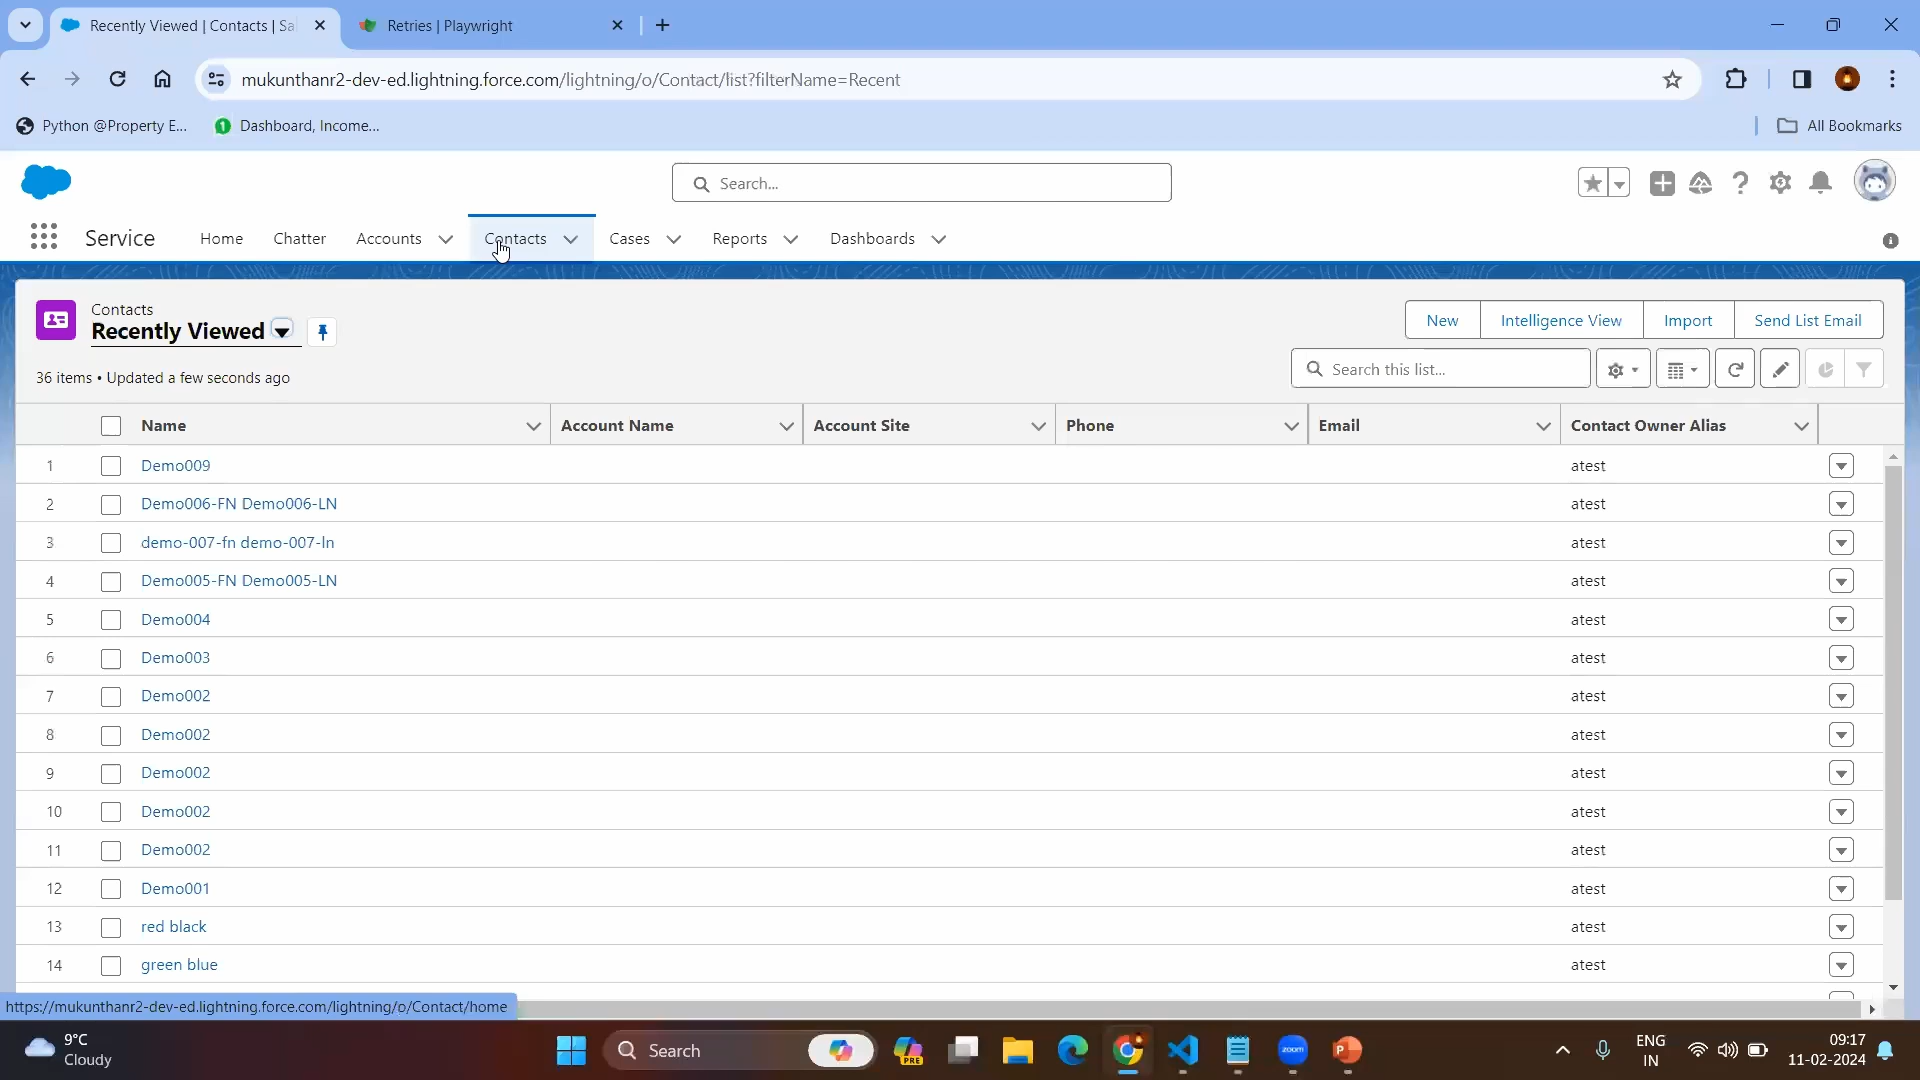 Recently Viewed | Contacts | Sa
Retries | Playwright
mukunthanr2-dev-ed.lightning.force.com/lightning/o/Contact/list?filterName=Recent
Python @Property E...
Dashboard, Income...
All Bookmarks
Search...
Service
Home
Chatter
Accounts
Contacts
Cases
Reports
Dashboards
Contacts
Recently Viewed
New
Intelligence View
Import
Send List Email
36 items • Updated a few seconds ago
Search this list...
Name
Account Name
Account Site
Phone
Email
Contact Owner Alias
1 Demo009 atest
2 Demo006-FN Demo006-LN atest
3 demo-007-fn demo-007-ln atest
4 Demo005-FN Demo005-LN atest
5 Demo004 atest
6 Demo003 atest
7 Demo002 atest
8 Demo002 atest
9 Demo002 atest
10 Demo002 atest
11 Demo002 atest
12 Demo001 atest
13 red black atest
14 green blue atest
https://mukunthanr2-dev-ed.lightning.force.com/lightning/o/Contact/home
9°C
Cloudy
Search
PRE
zoom
ENG
IN
09:17
11-02-2024